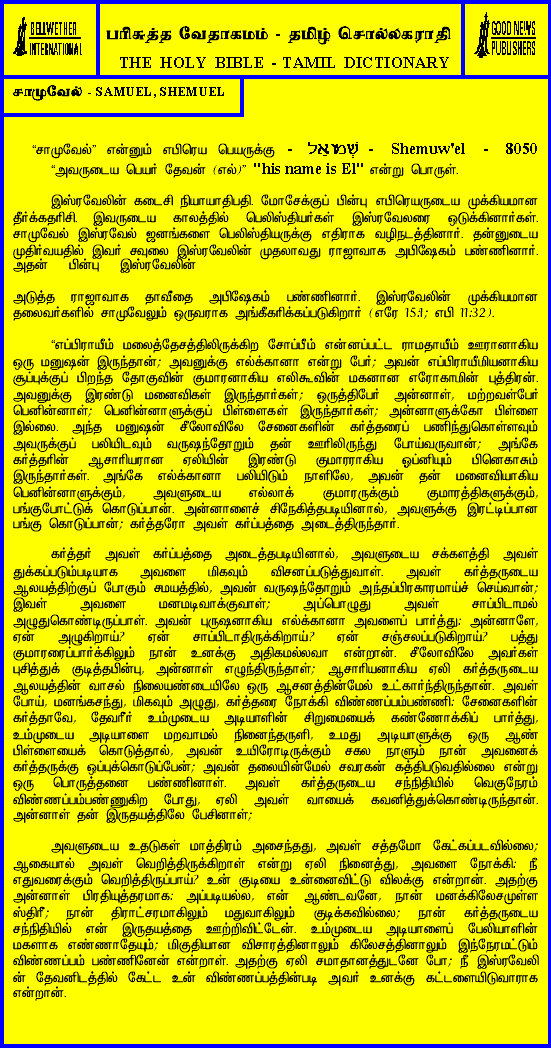 BELLWETHER
INTERNATIONAL
பரிசுத்த வேதாகமம் - தமிழ் சொல்லகராதி
THE HOLY BIBLE - TAMIL DICTIONARY
GOOD NEWS
PUBLISHERS
சாமுவேல் - SAMUEL, SHEMUEL
“சாமுவேல்” என்னும் எபிரெய பெயருக்கு - שְׁמוּאֵל - Shemuw'el - 8050
“அவருடைய பெயர் தேவன் (எல்)” "his name is El" என்று பொருள்.
இஸ்ரவேலின் கடைசி நியாயாதிபதி. மோசேக்குப் பின்பு எபிரெயருடைய முக்கியமான
தீர்க்கதரிசி. இவருடைய காலத்தில் பெலிஸ்தியர்கள் இஸ்ரவேலரை ஒடுக்கினார்கள்.
சாமுவேல் இஸ்ரவேல் ஜனங்களை பெலிஸ்தியருக்கு எதிராக வழிநடத்தினார். தன்னுடைய
முதிர்வயதில் இவர் சவுலை இஸ்ரவேலின் முதலாவது ராஜாவாக அபிஷேகம் பண்ணினார்.
அதன் பின்பு இஸ்ரவேலின்
அடுத்த ராஜாவாக தாவீதை அபிஷேகம் பண்ணினார். இஸ்ரவேலின் முக்கியமான
தலைவர்களில் சாமுவேலும் ஒருவராக அங்கீகரிக்கப்படுகிறார் (எரே 15:1; எபி 11:32).
“எப்பிராயீம் மலைத்தேசத்திலிருக்கிற சோப்பீம் என்னப்பட்ட ராமதாயீம் ஊரானாகிய
ஒரு மனுஷன் இருந்தான்; அவனுக்கு எல்க்கானா என்று பேர்; அவன் எப்பிராயீமியனாகிய
சூப்புக்குப் பிறந்த தோகுவின் குமாரனாகிய எலிகூவின் மகனான எரோகாமின் புத்திரன்.
அவனுக்கு இரண்டு மனைவிகள் இருந்தார்கள்; ஒருத்திபேர் அன்னாள், மற்றவள்பேர்
பெனின்னாள்; பெனின்னாளுக்குப் பிள்ளைகள் இருந்தார்கள்; அன்னாளுக்கோ பிள்ளை
இல்லை. அந்த மனுஷன் சீலோவிலே சேனைகளின் கர்த்தரைப் பணிந்துகொள்ளவும்
அவருக்குப் பலியிடவும் வருஷந்தோறும் தன் ஊரிலிருந்து போய்வருவான்; அங்கே
கர்த்தரின் ஆசாரியரான ஏலியின் இரண்டு குமாரராகிய ஓப்னியும் பினெகாசும்
இருந்தார்கள். அங்கே எல்க்கானா பலியிடும் நாளிலே, அவன் தன் மனைவியாகிய
பெனின்னாளுக்கும், அவளுடைய எல்லாக் குமாரருக்கும் குமாரத்திகளுக்கும்,
பங்குபோட்டுக் கொடுப்பான். அன்னாளைச் சிநேகித்தபடியினால், அவளுக்கு இரட்டிப்பான
பங்கு கொடுப்பான்; கர்த்தரோ அவள் கர்ப்பத்தை அடைத்திருந்தார்.
கர்த்தர் அவள் கர்ப்பத்தை அடைத்தபடியினால், அவளுடைய சக்களத்தி அவள்
துக்கப்படும்படியாக அவளை மிகவும் விசனப்படுத்துவாள். அவள் கர்த்தருடைய
ஆலயத்திற்குப் போகும் சமயத்தில், அவன் வருஷந்தோறும் அந்தப்பிரகாரமாய்ச் செய்வான்;
இவள் அவளை மனமடிவாக்குவாள்; அப்பொழுது அவள் சாப்பிடாமல்
அழுதுகொண்டிருப்பாள். அவன் புருஷனாகிய எல்க்கானா அவளைப் பார்த்து: அன்னாளே,
ஏன் அழுகிறாய்? ஏன் சாப்பிடாதிருக்கிறாய்? ஏன் சஞ்சலப்படுகிறாய்? பத்து
குமாரரைப்பார்க்கிலும் நான் உனக்கு அதிகமல்லவா என்றான். சீலோவிலே அவர்கள்
புசித்துக் குடித்தபின்பு, அன்னாள் எழுந்திருந்தாள்; ஆசாரியனாகிய ஏலி கர்த்தருடைய
ஆலயத்தின் வாசல் நிலையண்டையிலே ஒரு ஆசனத்தின்மேல் உட்கார்ந்திருந்தான். அவள்
போய், மனங்கசந்து, மிகவும் அழுது, கர்த்தரை நோக்கி விண்ணப்பம்பண்ணி: சேனைகளின்
கர்த்தாவே, தேவரீர் உம்முடைய அடியாளின் சிறுமையைக் கண்ணோக்கிப் பார்த்து,
உம்முடைய அடியாளை மறவாமல் நினைந்தருளி, உமது அடியாளுக்கு ஒரு ஆண்
பிள்ளையைக் கொடுத்தால், அவன் உயிரோடிருக்கும் சகல நாளும் நான் அவனைக்
கர்த்தருக்கு ஒப்புக்கொடுப்பேன்; அவன் தலையின்மேல் சவரகன் கத்திபடுவதில்லை என்று
ஒரு பொருத்தனை பண்ணினாள். அவள் கர்த்தருடைய சந்நிதியில் வெகுநேரம்
விண்ணப்பம்பண்ணுகிற போது, ஏலி அவள் வாயைக் கவனித்துக்கொண்டிருந்தான்.
அன்னாள் தன் இருதயத்திலே பேசினாள்;
அவளுடைய உதடுகள் மாத்திரம் அசைந்தது, அவள் சத்தமோ கேட்கப்படவில்லை;
ஆகையால் அவள் வெறித்திருக்கிறாள் என்று ஏலி நினைத்து, அவளை நோக்கி: நீ
எதுவரைக்கும் வெறித்திருப்பாய்? உன் குடியை உன்னைவிட்டு விலக்கு என்றான். அதற்கு
அன்னாள் பிரதியுத்தரமாக: அப்படியல்ல, என் ஆண்டவனே, நான் மனக்கிலேசமுள்ள
ஸ்திரீ; நான் திராட்சரமாகிலும் மதுவாகிலும் குடிக்கவில்லை; நான் கர்த்தருடைய
சந்நிதியில் என் இருதயத்தை ஊற்றிவிட்டேன். உம்முடைய அடியாளைப் பேலியாளின்
மகளாக எண்ணாதேயும்; மிகுதியான விசாரத்தினாலும் கிலேசத்தினாலும் இந்நேரமட்டும்
விண்ணப்பம் பண்ணினேன் என்றாள். அதற்கு ஏலி சமாதானத்துடனே போ; நீ இஸ்ரவேலி
ன் தேவனிடத்தில் கேட்ட உன் விண்ணப்பத்தின்படி அவர் உனக்கு கட்டளையிடுவாராக
என்றான்.